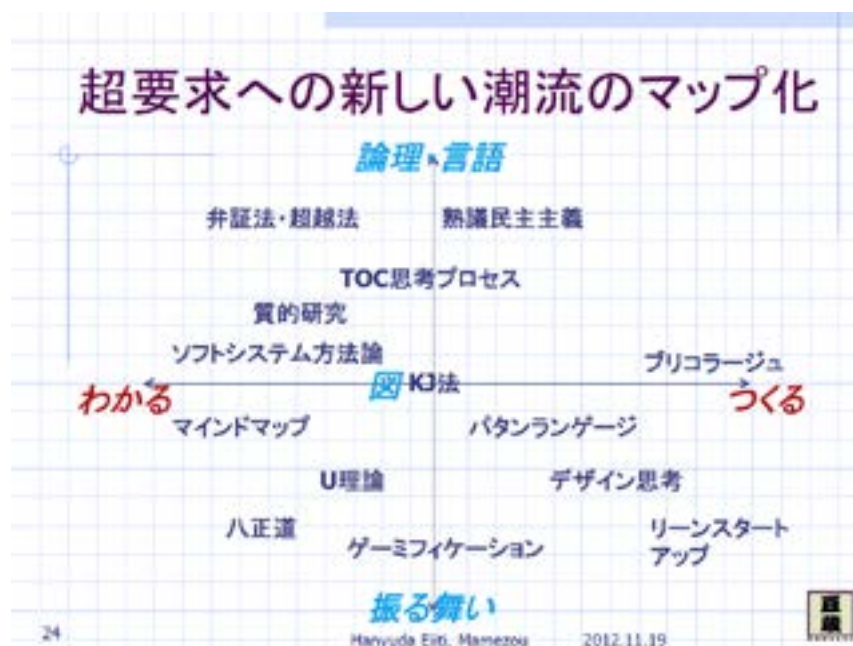 超要求への新しい潮流のマップ化
論理・言語
弁証法・超越法 熟議民主主義
TOC思考プロセス
質的研究
ソフトシステム方法論 ブリコラージュ
わかる 図 KJ法 つくる
マインドマップ パタンランゲージ
U理論 デザイン思考
八正道 リーンスタート
ゲーミフィケーション アップ
振る舞い
24 Hanyuda Eiiti, Mamezou 2012.11.19
豆蔵